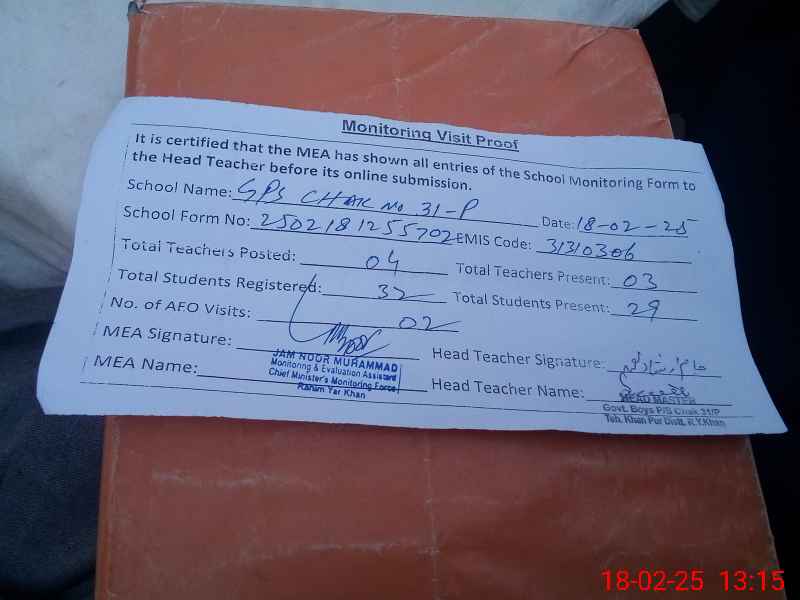 Monitoring Visit Proof
It is certified that the MEA has shown all entries of the School Monitoring Form to
the Head Teacher before its online submission.
School Name: GPS CHAK No 31-P Date: 18-02-25
School Form No: 2502181255702 EMIS Code: 31310306
Total Teachers Posted: 04 Total Teachers Present: 03
Total Students Registered: 32 Total Students Present: 29
No. of AFO Visits: 02
MEA Signature: Head Teacher Signature:
MEA Name: Head Teacher Name:
JAM NOOR MUHAMMAD
Monitoring & Evaluation Assistant
Chief Minister's Monitoring Force
Rahim Yar Khan
HEAD MASTER
Govt. Boys P/S Chak 31/P
Teh. Khan Pur Distt. R.Y.Khan
18-02-25 13:15